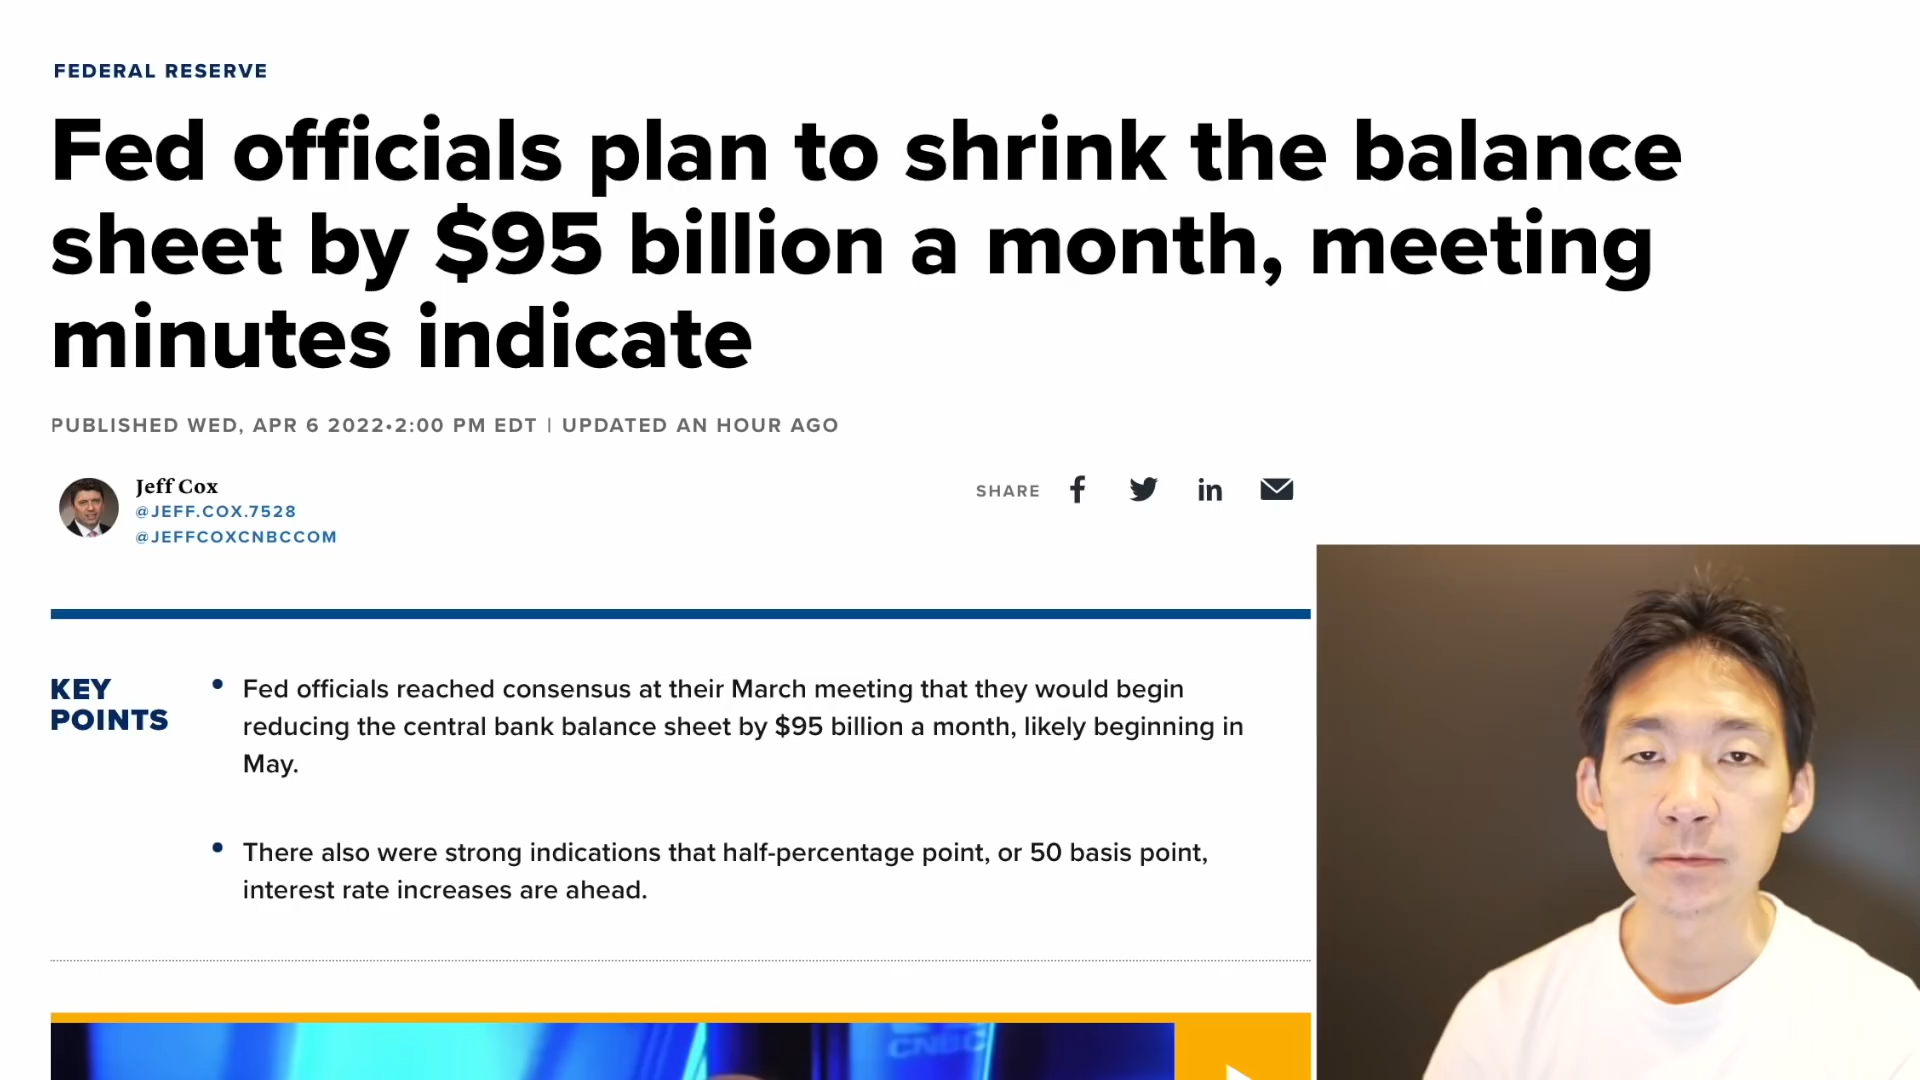 FEDERAL RESERVE
Fed officials plan to shrink the balance
sheet by $95 billion a month, meeting
minutes indicate
PUBLISHED WED, APR 6 2022•2:00 PM EDT | UPDATED AN HOUR AGO
Jeff Cox
@JEFF.COX.7528
@JEFFCOXCNBCCOM
SHARE
KEY
POINTS
• Fed officials reached consensus at their March meeting that they would begin
reducing the central bank balance sheet by $95 billion a month, likely beginning in
May.
• There also were strong indications that half-percentage point, or 50 basis point,
interest rate increases are ahead.
CNBC